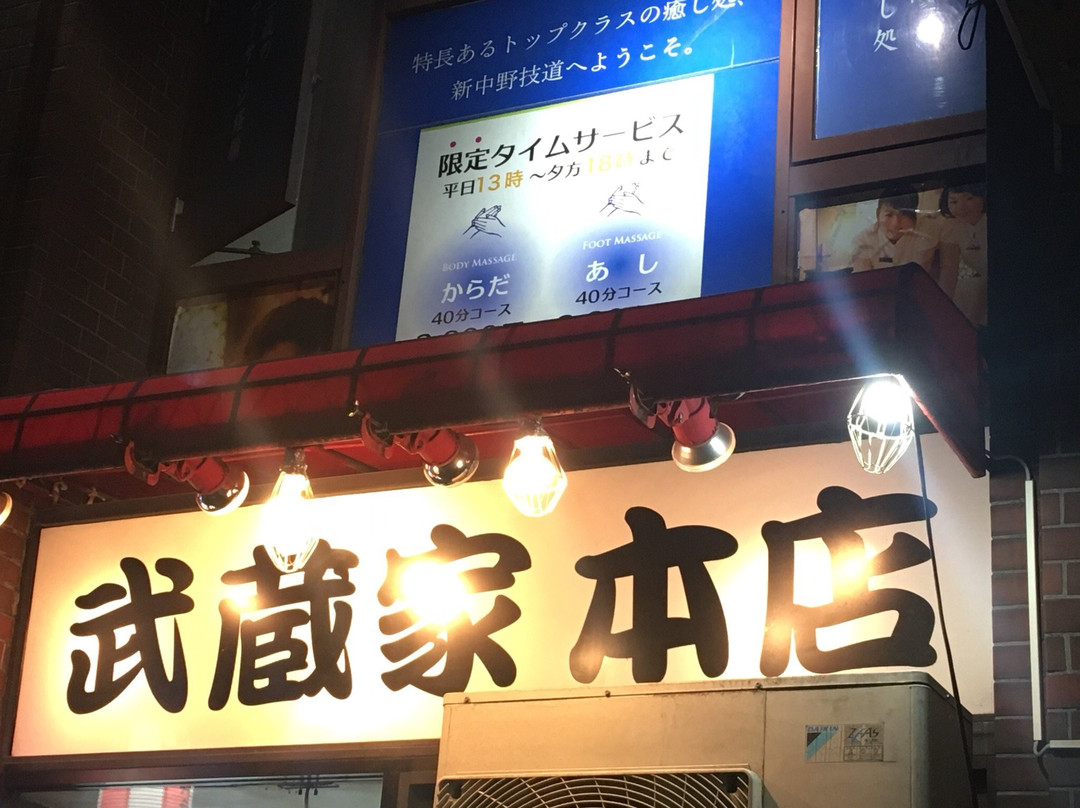 特長あるトップクラスの癒し処、
新中野技道へようこそ。
し処
限定タイムサービス
平日13時～夕方18時まで
BODY MASSAGE
からだ
40分コース
FOOT MASSAGE
あし
40分コース
武蔵家 本店
DAIKIN